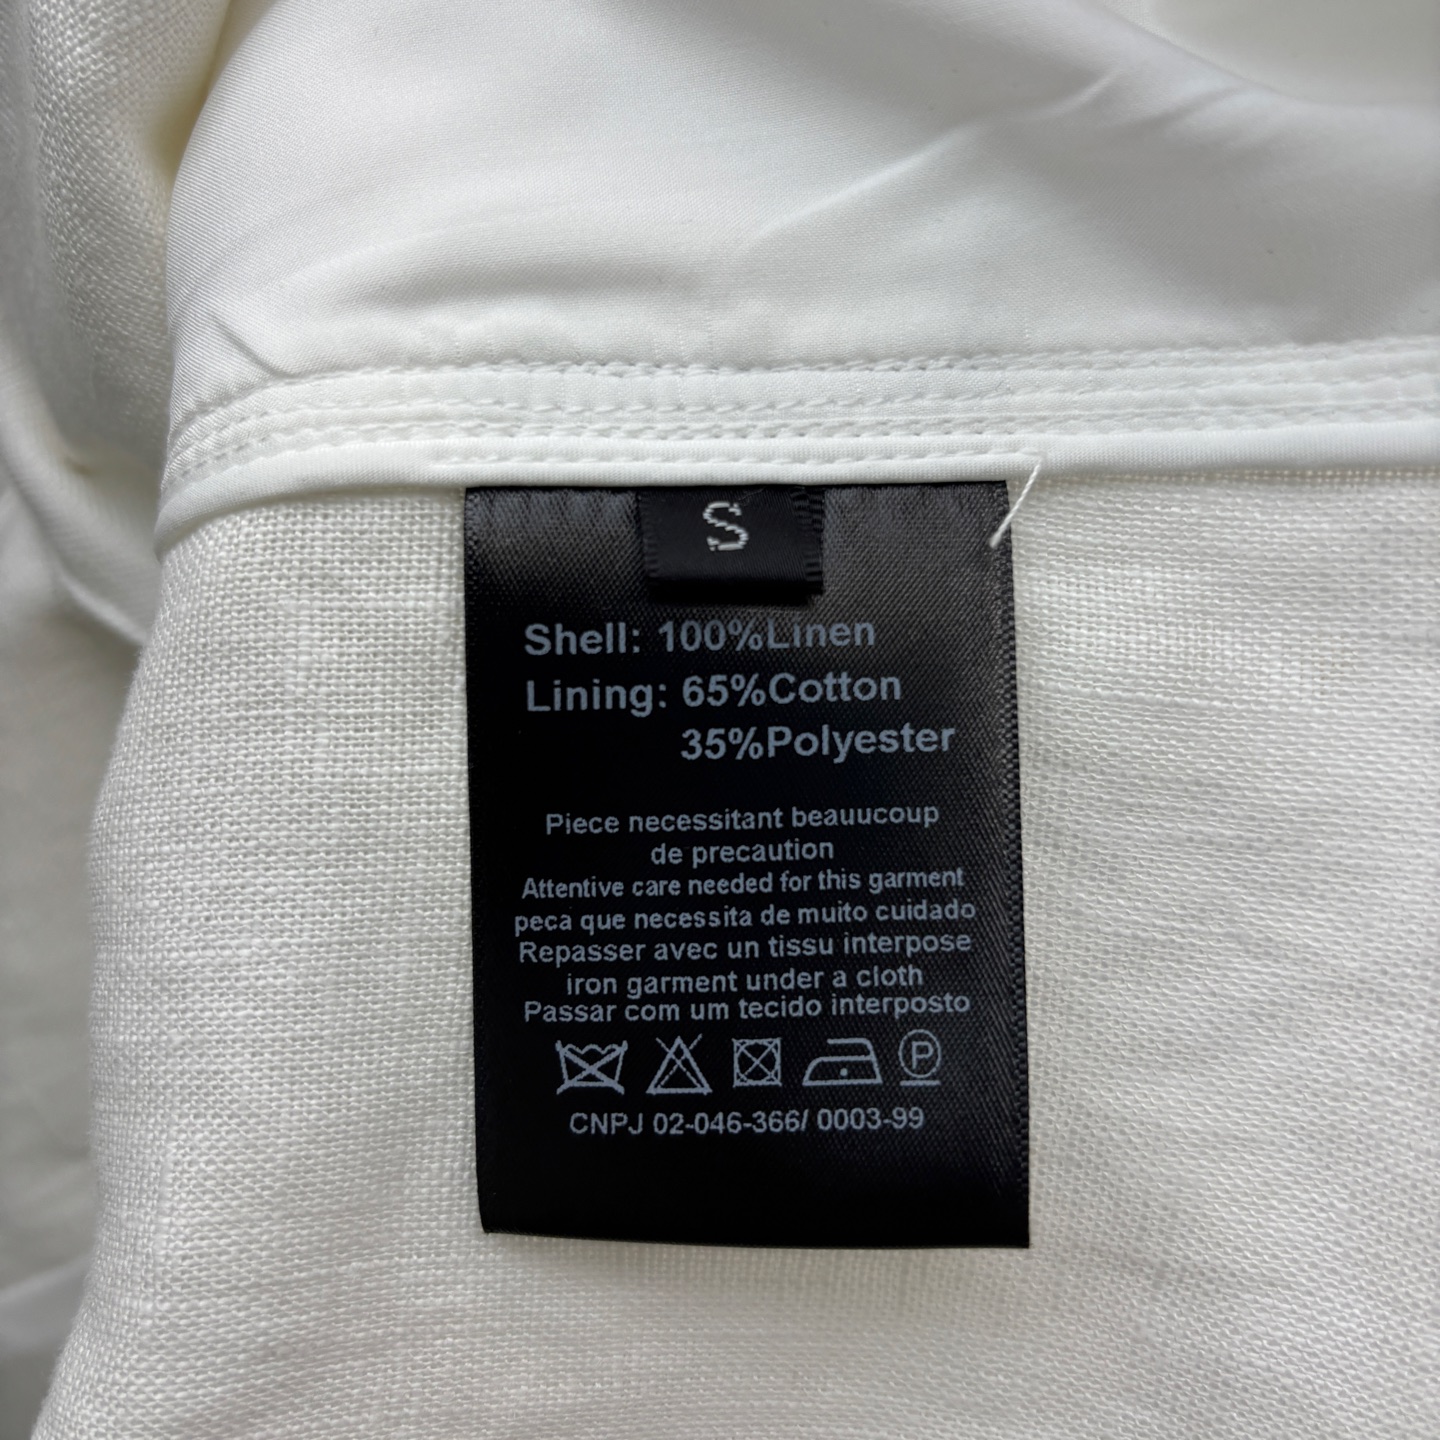 S
Shell: 100%Linen
Lining: 65%Cotton
35%Polyester
Piece necessitant beauucoup
de precaution
Attentive care needed for this garment
peca que necessita de muito cuidado
Repasser avec un tissu interpose
iron garment under a cloth
Passar com um tecido interposto
P
CNPJ 02-046-366/ 0003-99